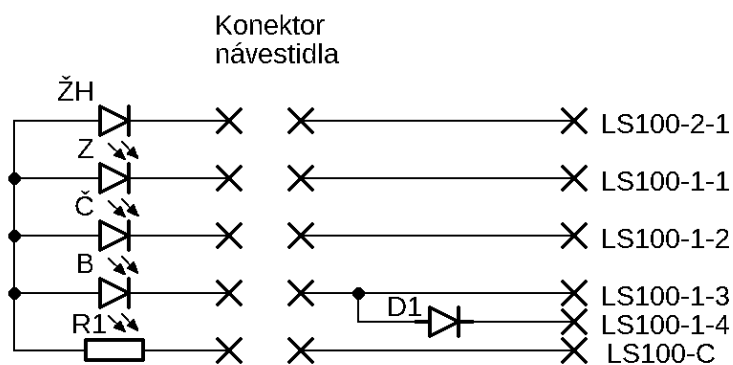 Konektor
návestidla
ŽH
LS100-2-1
Z
LS100-1-1
Č
LS100-1-2
B
LS100-1-3
D1
LS100-1-4
R1
LS100-C